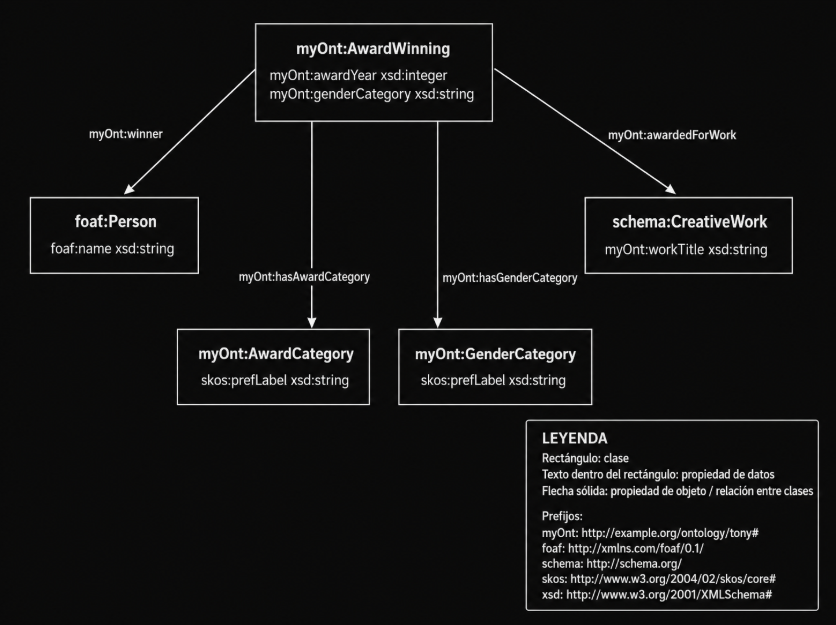 myOnt:AwardWinning
myOnt:awardYear xsd:integer
myOnt:genderCategory xsd:string
myOnt:winner
myOnt:awardedForWork
foaf:Person
foaf:name xsd:string
schema:CreativeWork
myOnt:workTitle xsd:string
myOnt:hasAwardCategory
myOnt:hasGenderCategory
myOnt:AwardCategory
skos:prefLabel xsd:string
myOnt:GenderCategory
skos:prefLabel xsd:string
LEYENDA
Rectángulo: clase
Texto dentro del rectángulo: propiedad de datos
Flecha sólida: propiedad de objeto / relación entre clases
Prefijos:
myOnt: http://example.org/ontology/tony#
foaf: http://xmlns.com/foaf/0.1/
schema: http://schema.org/
skos: http://www.w3.org/2004/02/skos/core#
xsd: http://www.w3.org/2001/XMLSchema#